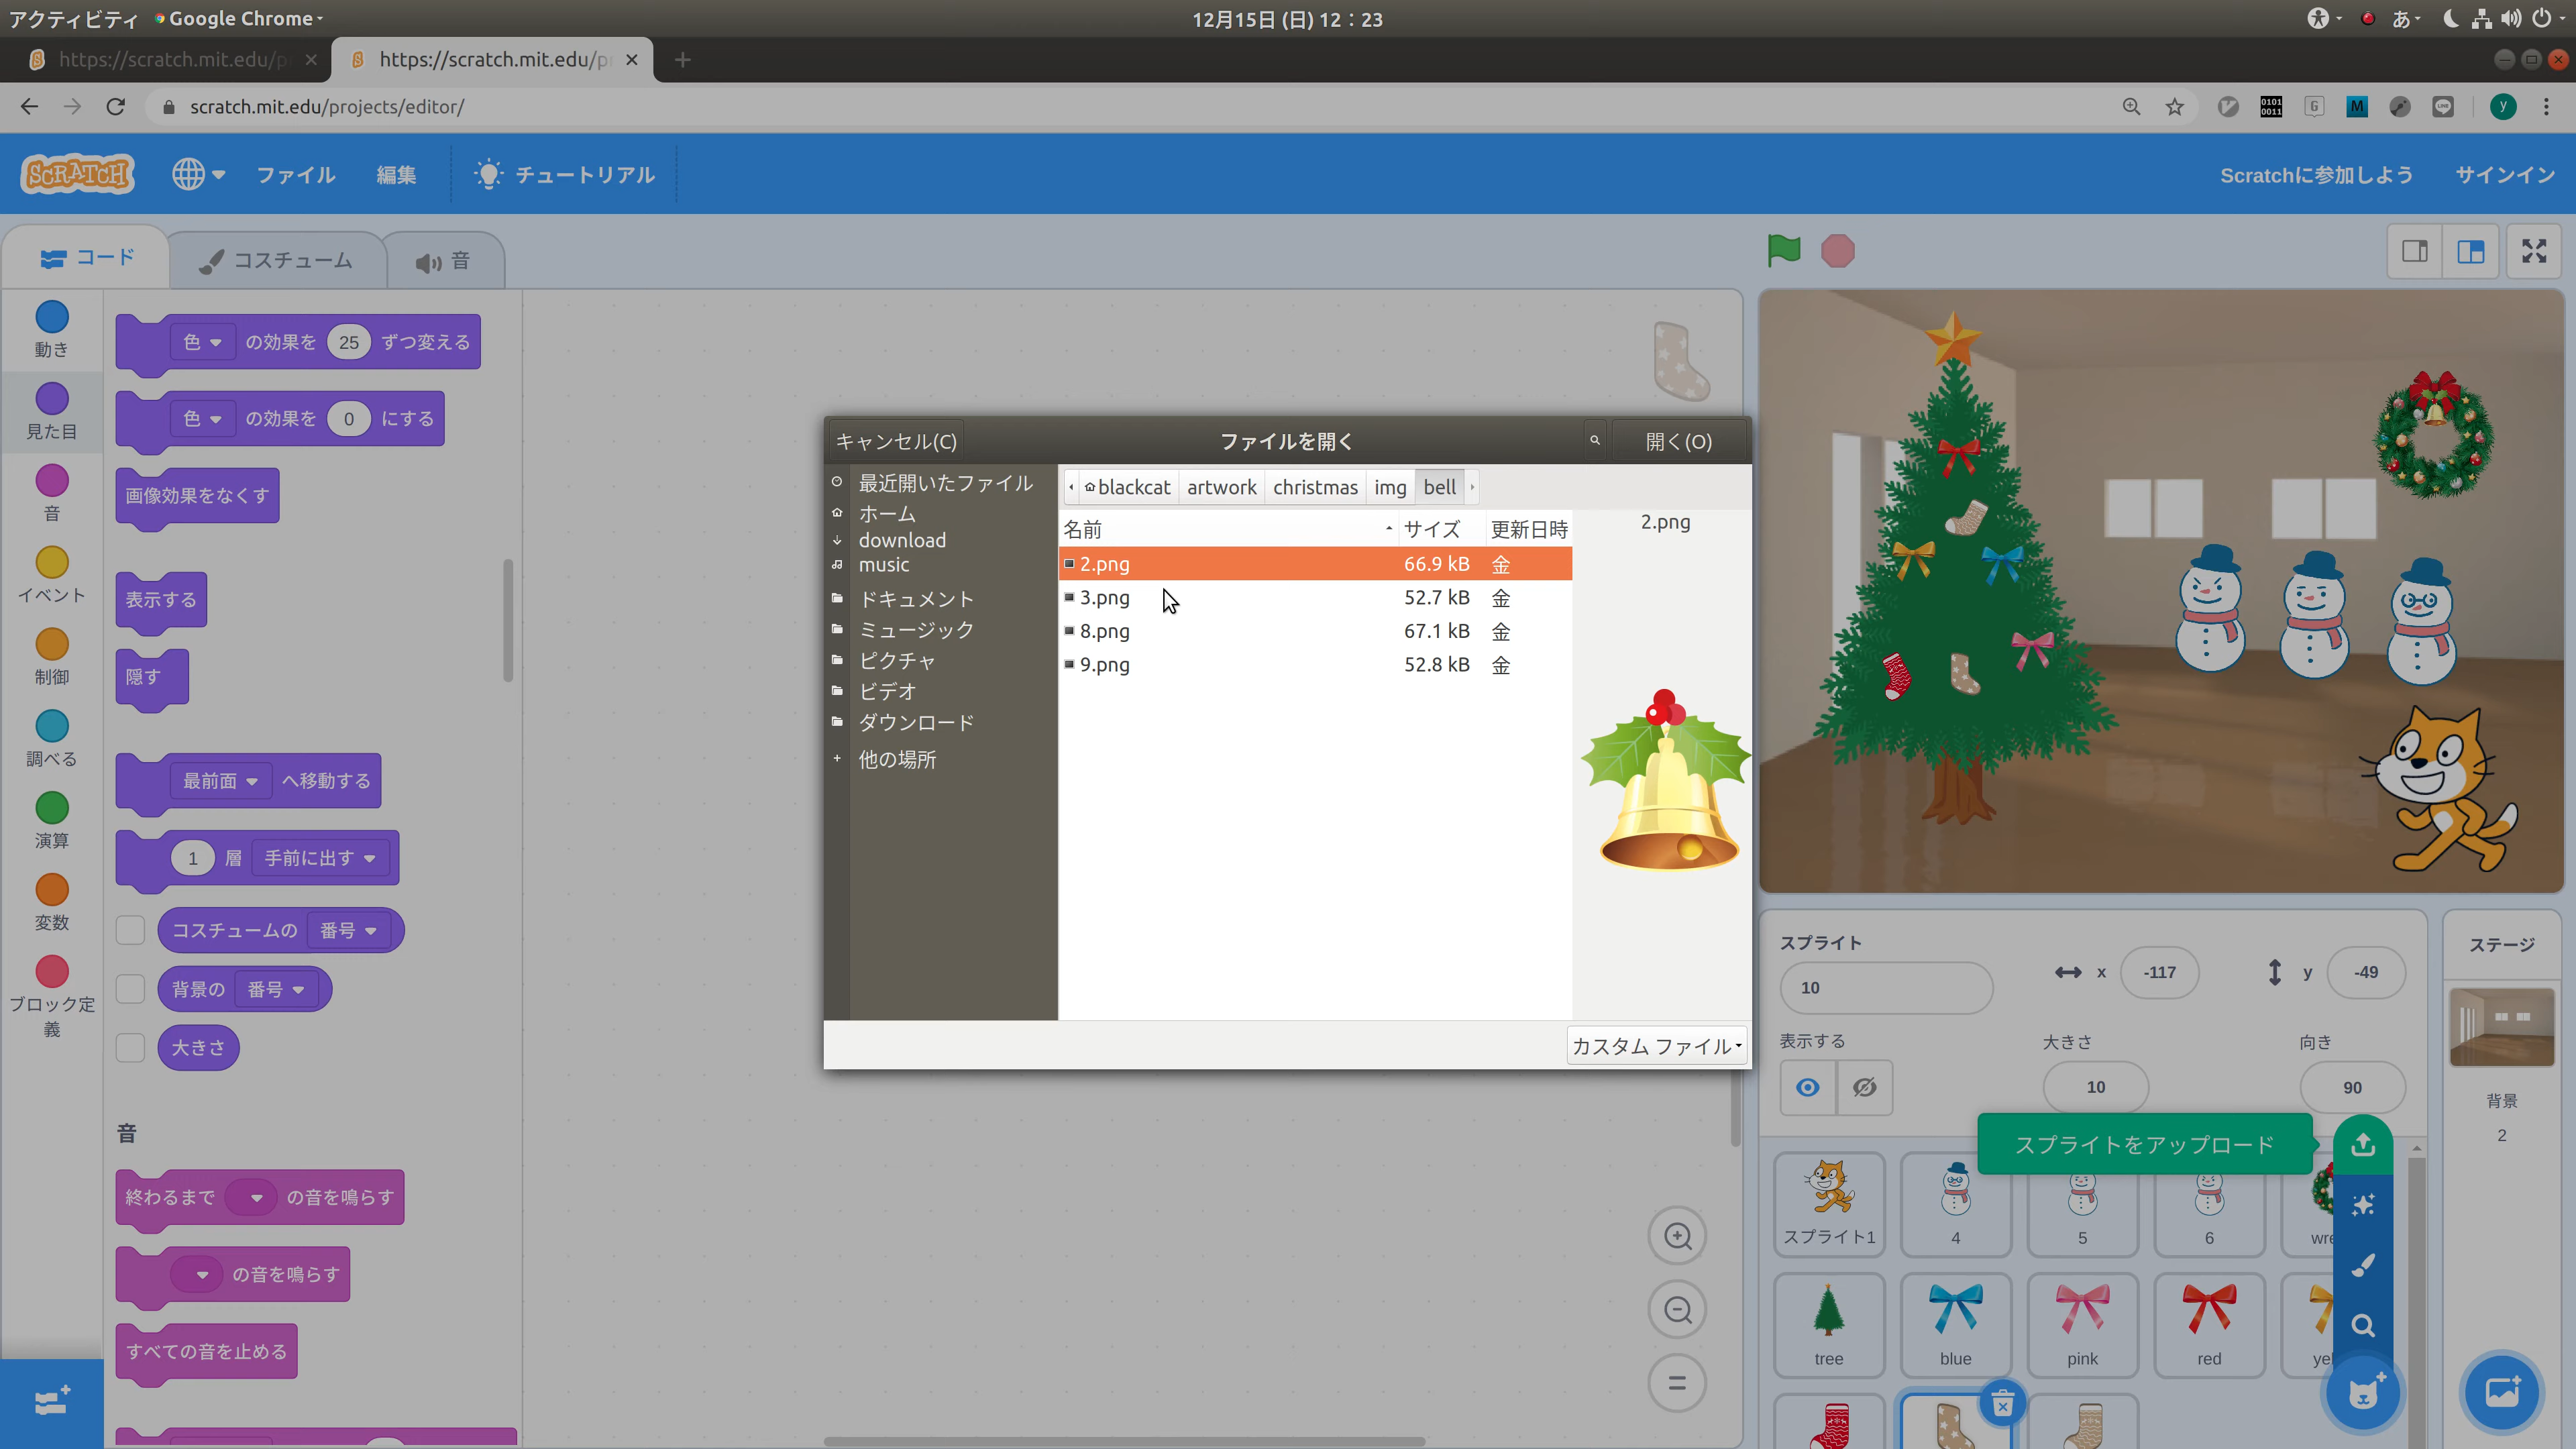 アクティビティ Google Chrome 12月15日 (日) 12：23 あ
https://scratch.mit.edu/p https://scratch.mit.edu/p
scratch.mit.edu/projects/editor/ 0101 0011 G M LINE y
SCRATCH ファイル 編集 チュートリアル Scratchに参加しよう サインイン
コード コスチューム 音
動き
見た目
音
イベント
制御
調べる
演算
変数
ブロック定
義
色 の効果を 25 ずつ変える
色 の効果を 0 にする
画像効果をなくす
表示する
隠す
最前面 へ移動する
1 層 手前に出す
コスチュームの 番号
背景の 番号
大きさ
音
終わるまで の音を鳴らす
の音を鳴らす
すべての音を止める
キャンセル(C) ファイルを開く 開く(O)
最近開いたファイル
ホーム
download
music
ドキュメント
ミュージック
ピクチャ
ビデオ
ダウンロード
他の場所
blackcat artwork christmas img bell
名前 サイズ 更新日時
2.png 66.9 kB 金
3.png 52.7 kB 金
8.png 67.1 kB 金
9.png 52.8 kB 金
2.png
カスタム ファイル
スプライト
10
x -117 y -49
表示する 大きさ 向き
10 90
スプライトをアップロード
スプライト1 4 5 6 wre
tree blue pink red yel
ステージ
背景
2